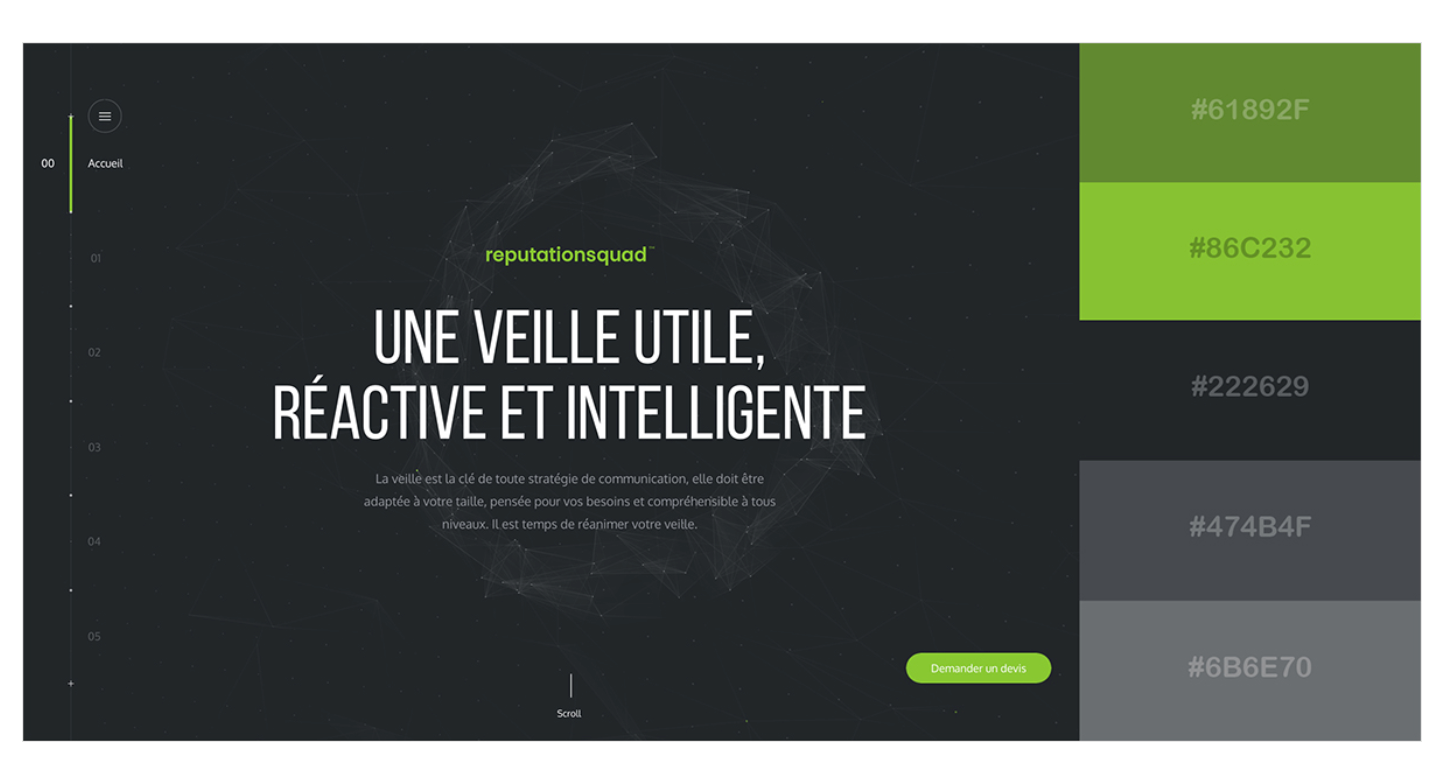 00
Accueil
01
02
03
04
05
reputationsquad™
UNE VEILLE UTILE,
RÉACTIVE ET INTELLIGENTE
La veille est la clé de toute stratégie de communication, elle doit être
adaptée à votre taille, pensée pour vos besoins et compréhensible à tous
niveaux. Il est temps de réanimer votre veille.
Demander un devis
Scroll
#61892F
#86C232
#222629
#474B4F
#6B6E70